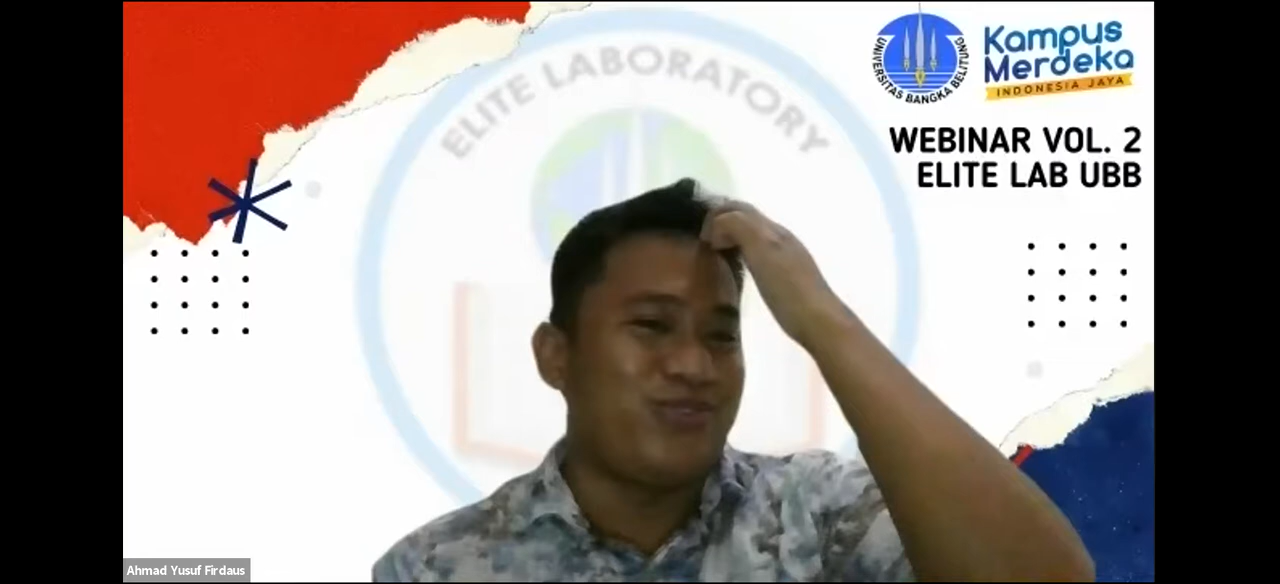 ELITE LABORATORY
UNIVERSITAS BANGKA BELITUNG
Kampus
Merdeka
INDONESIA JAYA
WEBINAR VOL. 2
ELITE LAB UBB
Ahmad Yusuf Firdaus